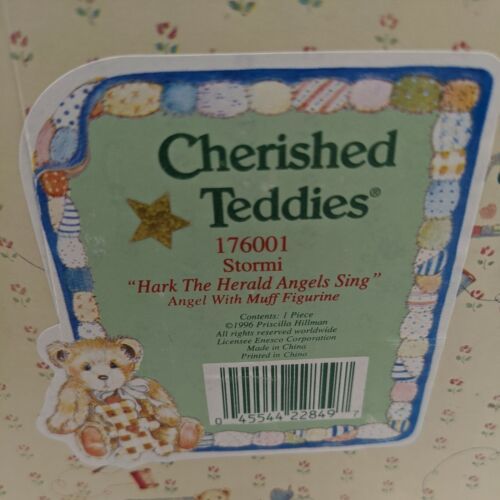 Cherished
Teddies®
176001
Stormi
"Hark The Herald Angels Sing"
Angel With Muff Figurine
Contents: 1 Piece
©1996 Priscilla Hillman
All rights reserved worldwide
Licensee Enesco Corporation
Made in China
Printed in China
0 45544 22849 7